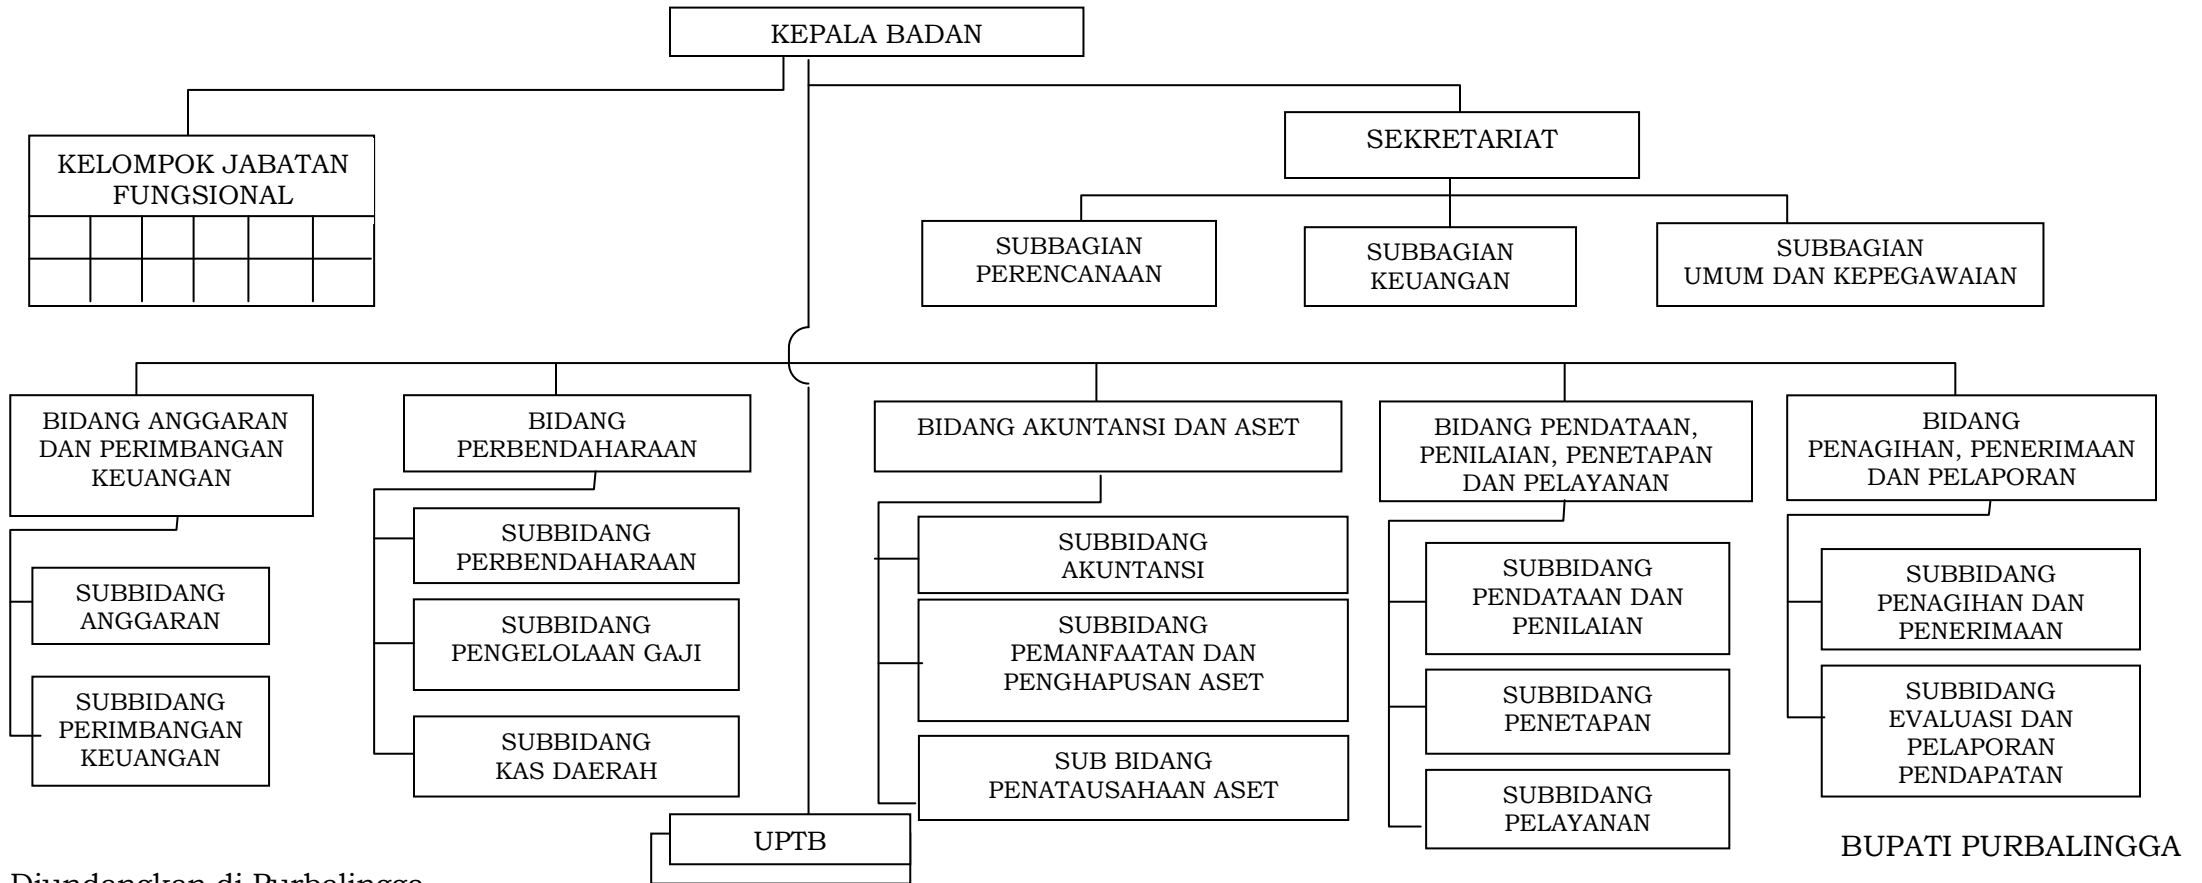 KEPALA BADAN
SEKRETARIAT
KELOMPOK JABATAN
FUNGSIONAL
SUBBAGIAN
PERENCANAAN
SUBBAGIAN
KEUANGAN
SUBBAGIAN
UMUM DAN KEPEGAWAIAN
BIDANG ANGGARAN
DAN PERIMBANGAN
KEUANGAN
BIDANG
PERBENDAHARAAN
BIDANG AKUNTANSI DAN ASET
BIDANG PENDATAAN,
PENILAIAN, PENETAPAN
DAN PELAYANAN
BIDANG
PENAGIHAN, PENERIMAAN
DAN PELAPORAN
SUBBIDANG
ANGGARAN
SUBBIDANG
PERIMBANGAN
KEUANGAN
SUBBIDANG
PERBENDAHARAAN
SUBBIDANG
PENGELOLAAN GAJI
SUBBIDANG
KAS DAERAH
SUBBIDANG
AKUNTANSI
SUBBIDANG
PEMANFAATAN DAN
PENGHAPUSAN ASET
SUB BIDANG
PENATAUSAHAAN ASET
SUBBIDANG
PENDATAAN DAN
PENILAIAN
SUBBIDANG
PENETAPAN
SUBBIDANG
PELAYANAN
SUBBIDANG
PENAGIHAN DAN
PENERIMAAN
SUBBIDANG
EVALUASI DAN
PELAPORAN
PENDAPATAN
UPTB
BUPATI PURBALINGGA
Diundangkan di Purbalingga